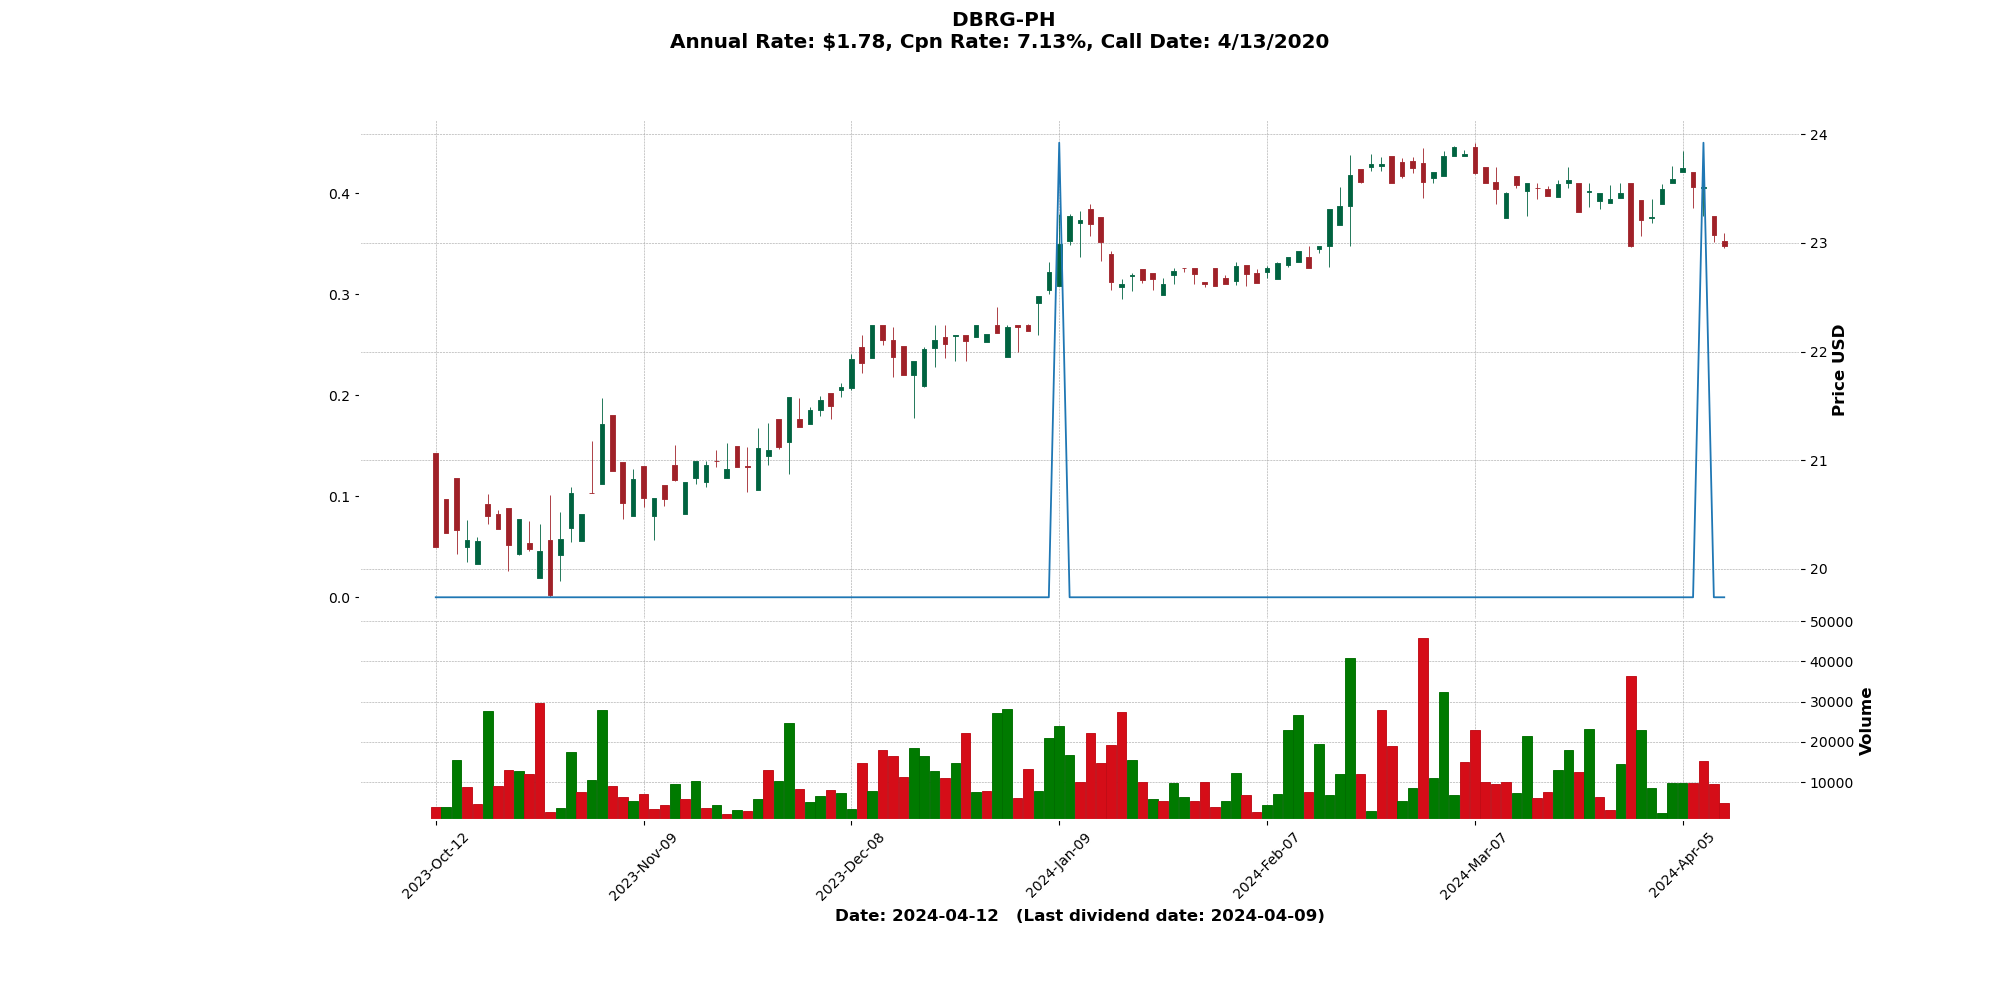 DBRG-PH
Annual Rate: $1.78, Cpn Rate: 7.13%, Call Date: 4/13/2020
0.4
0.3
0.2
0.1
0.0
24
23
22
21
20
Price USD
50000
40000
30000
20000
10000
Volume
2023-Oct-12
2023-Nov-09
2023-Dec-08
2024-Jan-09
2024-Feb-07
2024-Mar-07
2024-Apr-05
Date: 2024-04-12 (Last dividend date: 2024-04-09)